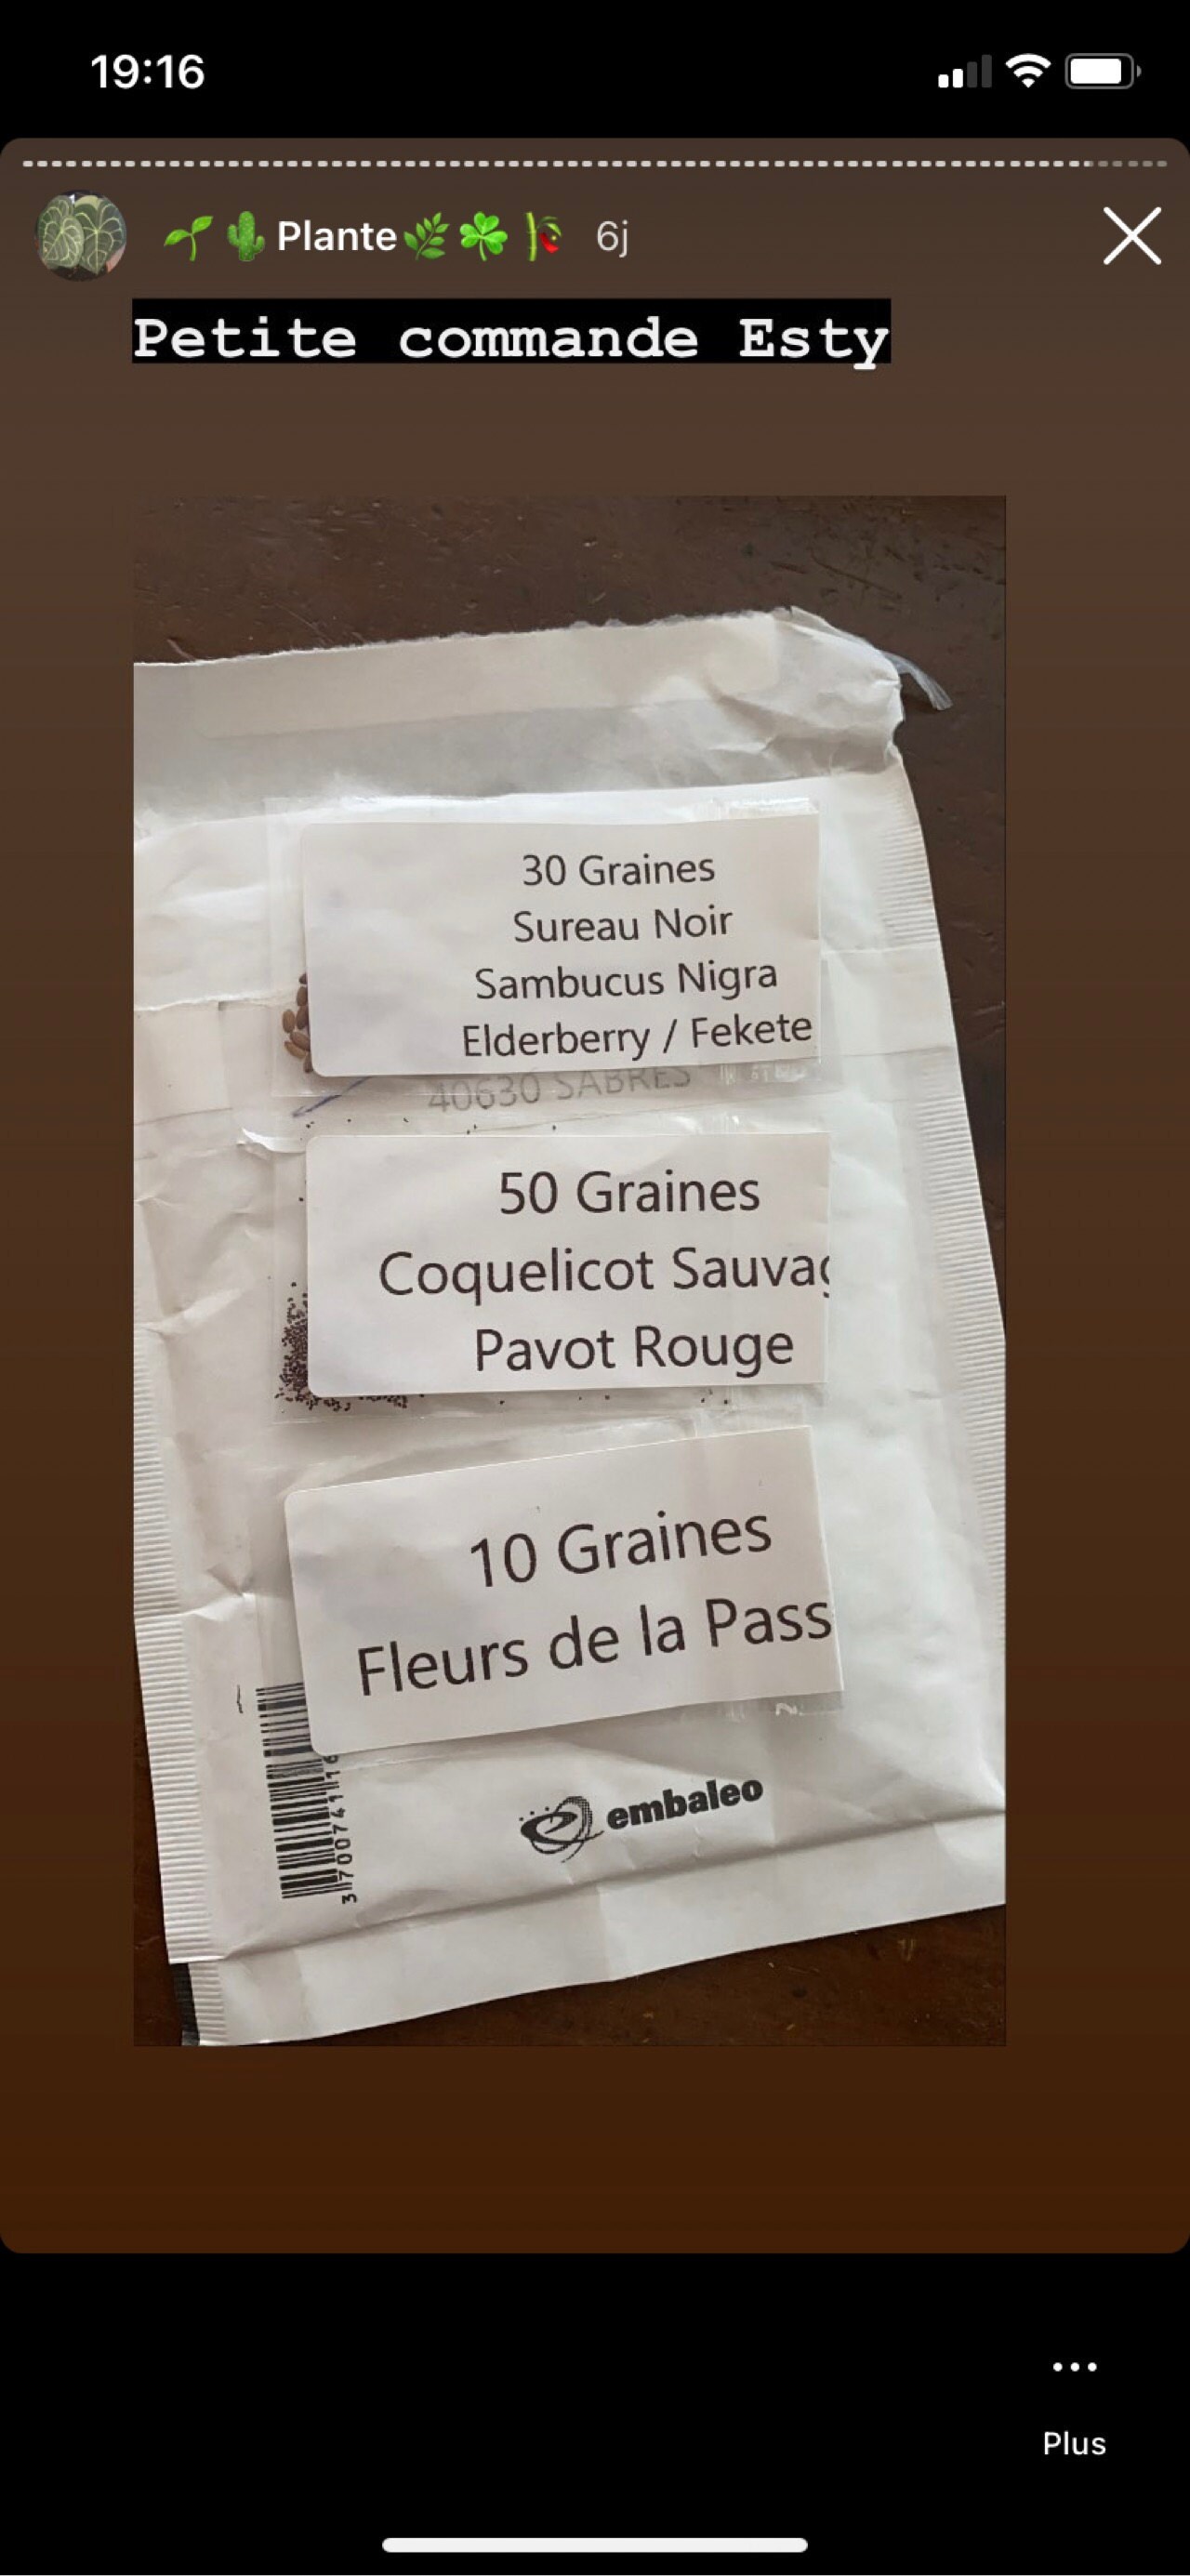 19:16
🌱🌵Plante🌿☘️🎋 6j
Petite commande Esty
30 Graines
Sureau Noir
Sambucus Nigra
Elderberry / Fekete
40630 SABRES
50 Graines
Coquelicot Sauvag
Pavot Rouge
10 Graines
Fleurs de la Pass
embaleo
Plus